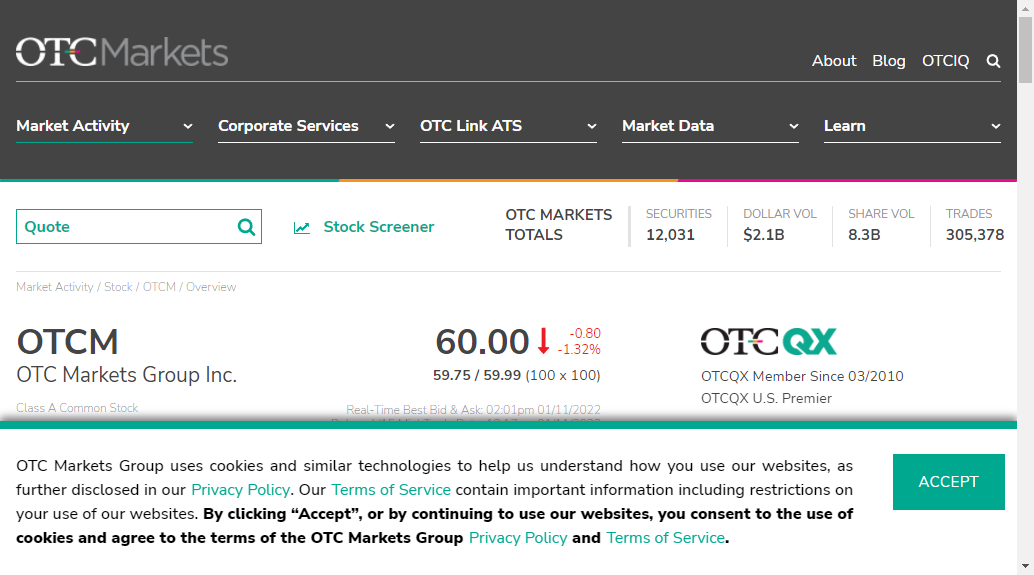 OTC Markets
About Blog OTCIQ
Market Activity Corporate Services OTC Link ATS Market Data Learn
Quote
Stock Screener
OTC MARKETS TOTALS
SECURITIES
12,031
DOLLAR VOL
$2.1B
SHARE VOL
8.3B
TRADES
305,378
Market Activity / Stock / OTCM / Overview
OTCM
OTC Markets Group Inc.
Class A Common Stock
60.00
-0.80
-1.32%
59.75 / 59.99 (100 x 100)
Real-Time Best Bid & Ask: 02:01pm 01/11/2022
OTCQX
OTCQX Member Since 03/2010
OTCQX U.S. Premier
OTC Markets Group uses cookies and similar technologies to help us understand how you use our websites, as
further disclosed in our Privacy Policy. Our Terms of Service contain important information including restrictions on
your use of our websites. By clicking “Accept”, or by continuing to use our websites, you consent to the use of
cookies and agree to the terms of the OTC Markets Group Privacy Policy and Terms of Service.
ACCEPT